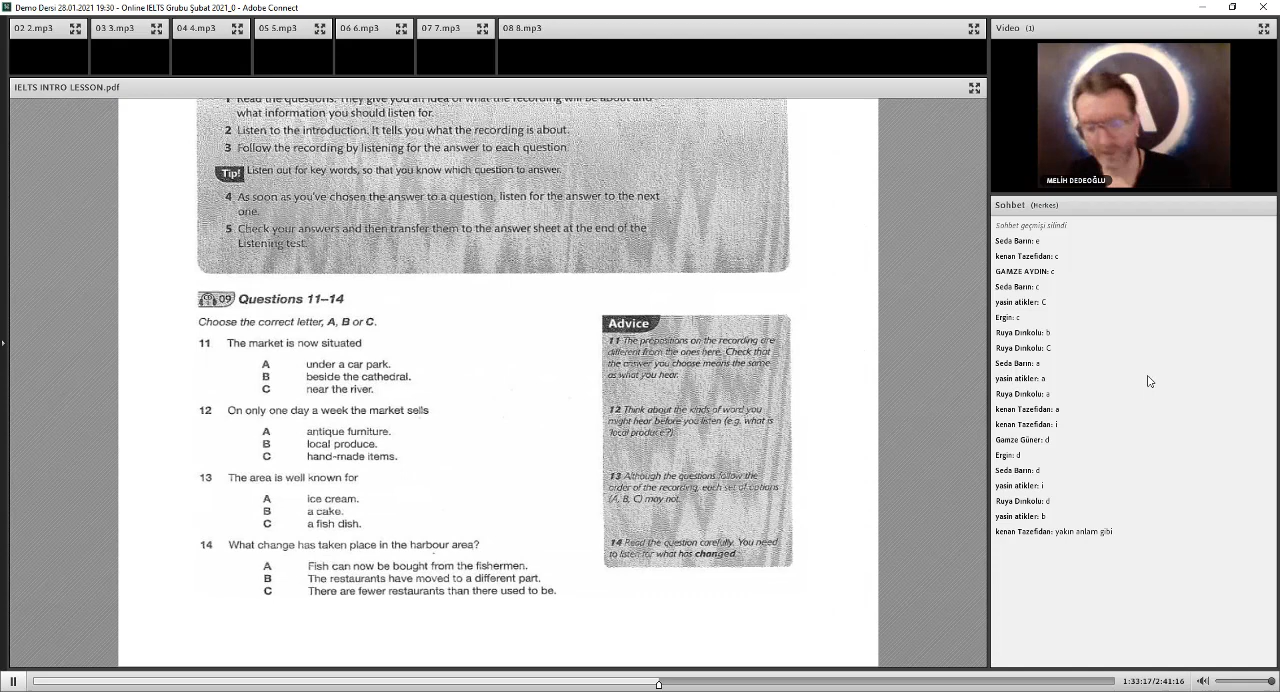 Demo Dersi 28.01.2021 19:30 - Online IELTS Grubu Şubat 2021_0 - Adobe Connect
02 2.mp3
03 3.mp3
04 4.mp3
05 5.mp3
06 6.mp3
07 7.mp3
08 8.mp3
Video (1)
IELTS INTRO LESSON.pdf
1 Read the questions. They give you an idea of what the recording will be about and
what information you should listen for.
2 Listen to the introduction. It tells you what the recording is about.
3 Follow the recording by listening for the answer to each question
Tip! Listen out for key words, so that you know which question to answer.
4 As soon as you've chosen the answer to a question, listen for the answer to the next
one.
5 Check your answers and then transfer them to the answer sheet at the end of the
Listening test.
09 Questions 11–14
Choose the correct letter, A, B or C.
11 The market is now situated
A under a car park.
B beside the cathedral.
C near the river.
12 On only one day a week the market sells
A antique furniture.
B local produce.
C hand-made items.
13 The area is well known for
A ice cream.
B a cake.
C a fish dish.
14 What change has taken place in the harbour area?
A Fish can now be bought from the fishermen.
B The restaurants have moved to a different part.
C There are fewer restaurants than there used to be.
Advice
11 The prepositions on the recording are
different from the ones here. Check that
the answer you choose means the same
as what you hear.
12 Think about the kinds of word you
might hear before you listen (e.g. what is
'local produce'?)
13 Although the questions follow the
order of the recording, each set of options
(A, B, C) may not.
14 Read the question carefully. You need
to listen for what has changed.
MELİH DEDEOĞLU
Sohbet (Herkes)
Sohbet geçmişi silindi
Seda Barın: e
kenan Tazefidan: c
GAMZE AYDIN: c
Seda Barın: c
yasin atikler: C
Ergin: c
Ruya Dınkolu: b
Ruya Dınkolu: C
Seda Barın: a
yasin atikler: a
Ruya Dınkolu: a
kenan Tazefidan: a
kenan Tazefidan: i
Gamze Güner: d
Ergin: d
Seda Barın: d
yasin atikler: i
Ruya Dınkolu: d
yasin atikler: b
kenan Tazefidan: yakın anlam gibi
1:33:17/2:41:16